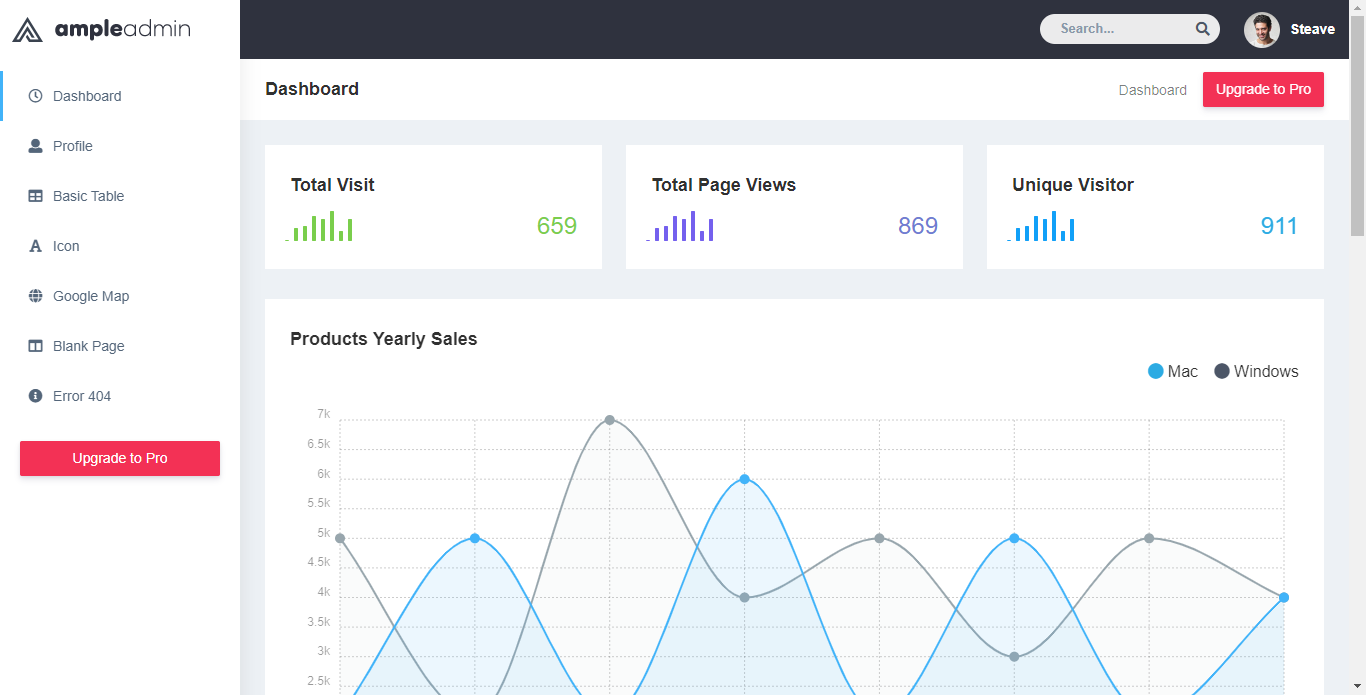 ampleadmin
Search...
Steave
Dashboard
Profile
Basic Table
Icon
Google Map
Blank Page
Error 404
Upgrade to Pro
Dashboard
Dashboard
Upgrade to Pro
Total Visit
659
Total Page Views
869
Unique Visitor
911
Products Yearly Sales
Mac
Windows
7k
6.5k
6k
5.5k
5k
4.5k
4k
3.5k
3k
2.5k